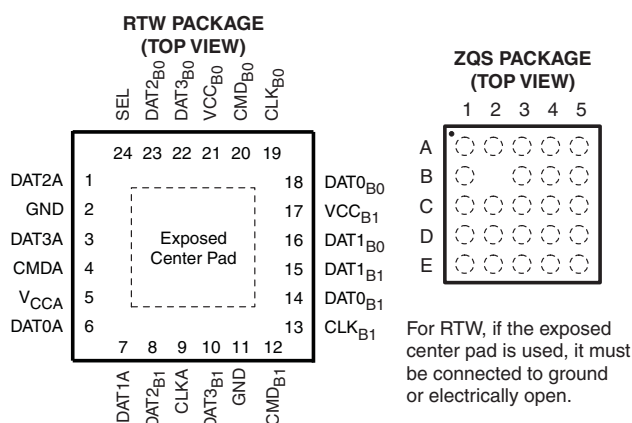 RTW PACKAGE
(TOP VIEW)
SEL
DAT2B0
DAT3B0
VCCB0
CMDB0
CLKB0
24 23 22 21 20 19
DAT2A 1
GND 2
DAT3A 3
CMDA 4
VCCA 5
DAT0A 6
Exposed
Center Pad
18 DAT0B0
17 VCCB1
16 DAT1B0
15 DAT1B1
14 DAT0B1
13 CLKB1
7 8 9 10 11 12
DAT1A
DAT2B1
CLKA
DAT3B1
GND
CMDB1
ZQS PACKAGE
(TOP VIEW)
1 2 3 4 5
A
B
C
D
E
For RTW, if the exposed
center pad is used, it must
be connected to ground
or electrically open.